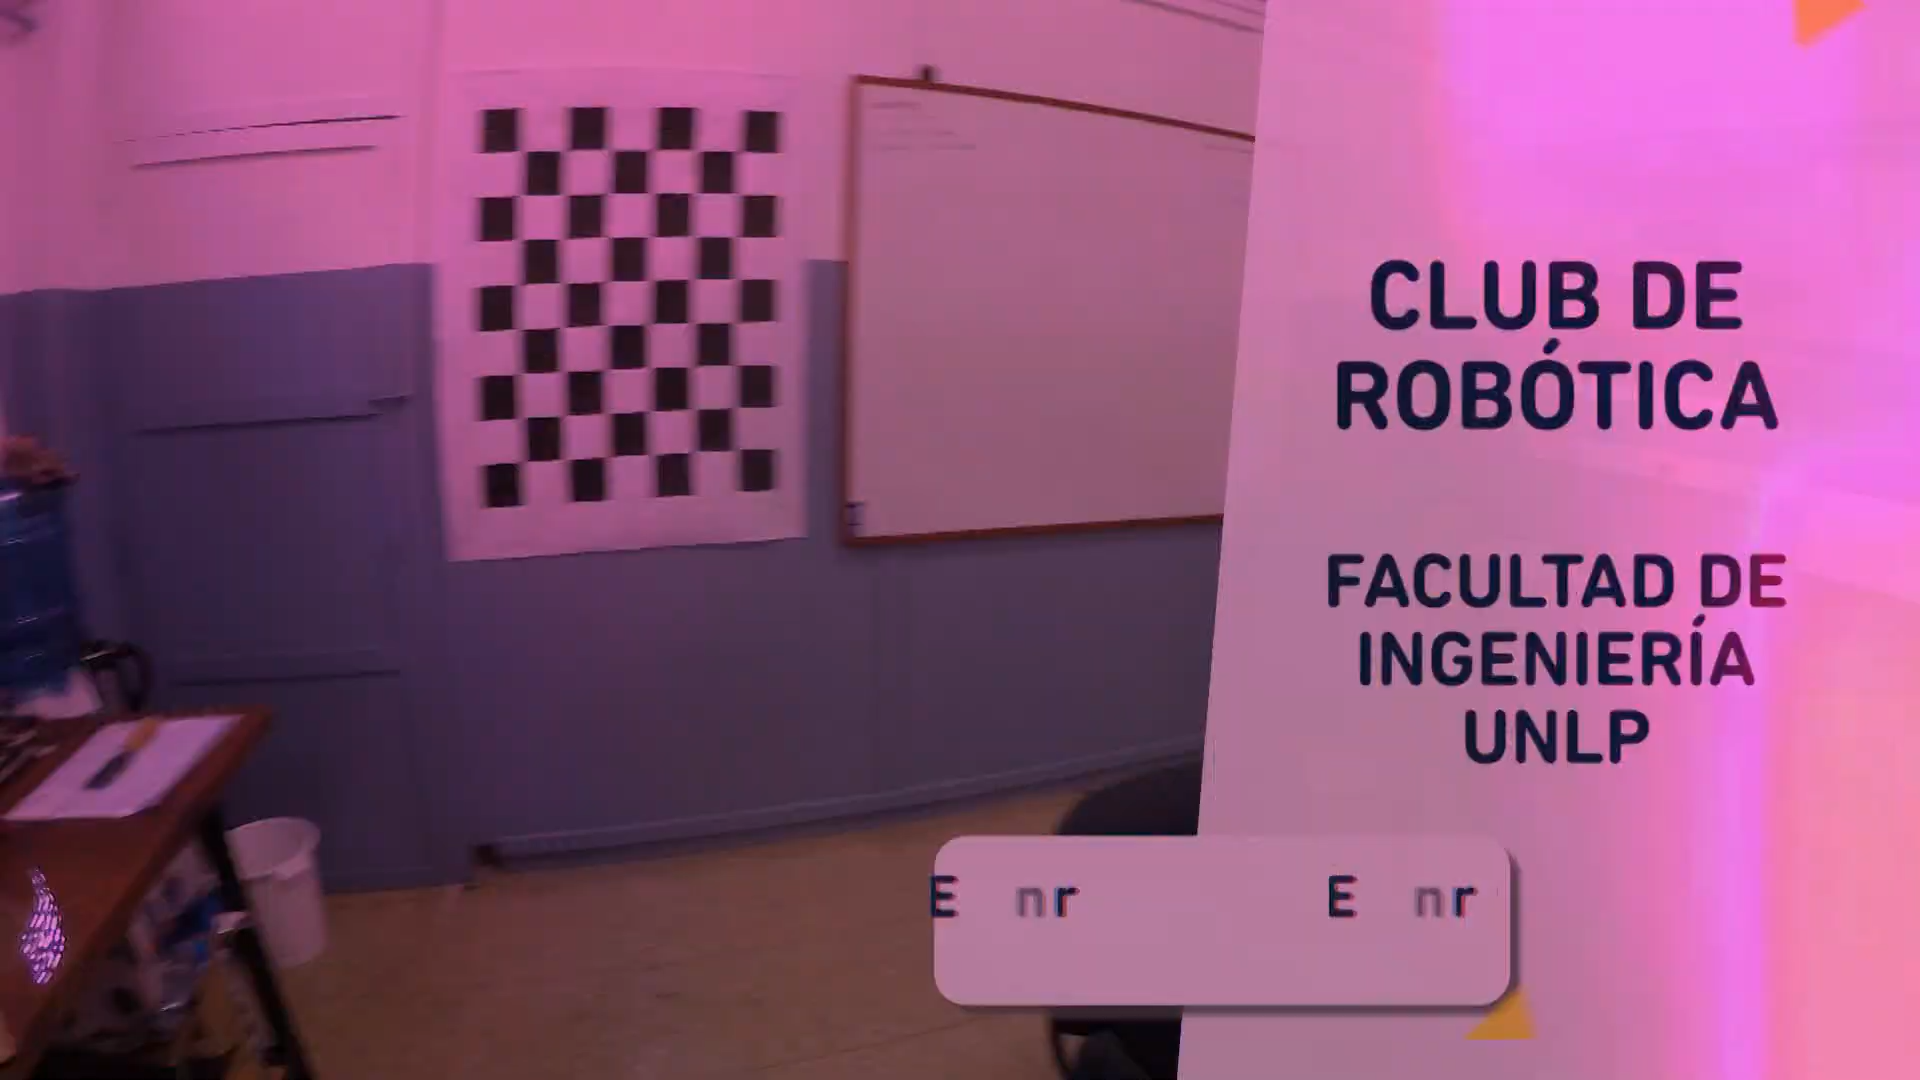 CLUB DE
ROBÓTICA
FACULTAD DE
INGENIERÍA
UNLP